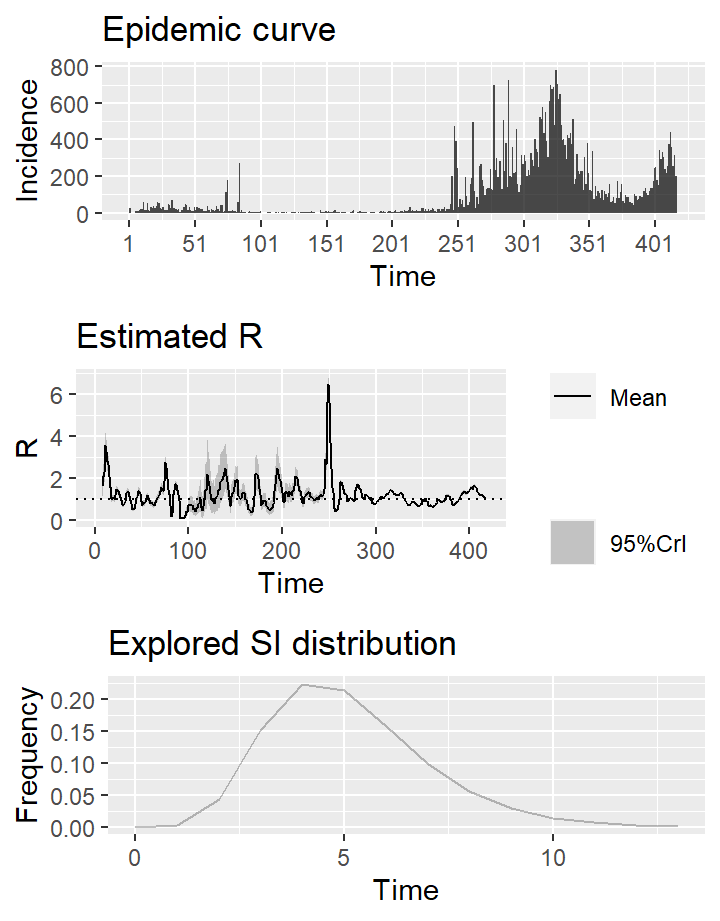 Epidemic curve
800
600
400
200
0
Incidence
1 51 101 151 201 251 301 351 401
Time
Estimated R
6
4
2
0
R
0 100 200 300 400
Time
Mean
95%CrI
Explored SI distribution
0.20
0.15
0.10
0.05
0.00
Frequency
0 5 10
Time